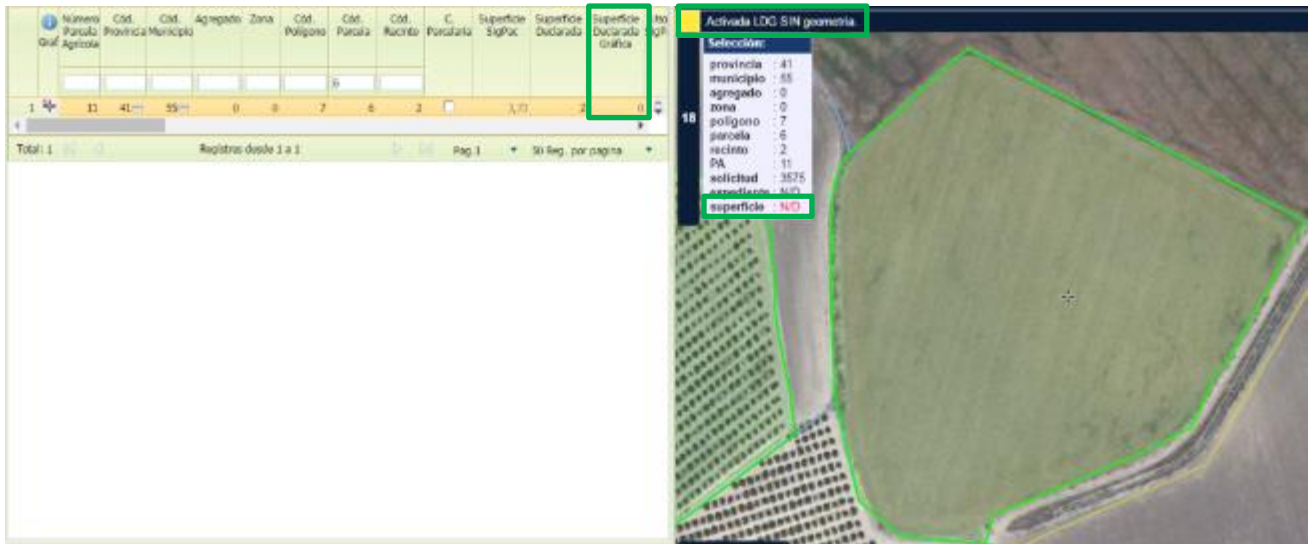 Graf
Número Parcela Agrícola
Cód. Provincia
Cód. Municipio
Agregado
Zona
Cód. Polígono
Cód. Parcela
Cód. Recinto
C. Parcelaria
Superficie SigPac
Superficie Declarada
Superficie Declarada Gráfica
6
1 11 41 55 0 0 7 6 2 3,71 2 0
Total: 1 Registros desde 1 a 1 Pag.1 50 Reg. por pagina
Activada LDG SIN geometria.
Selección:
provincia : 41
municipio : 55
agregado : 0
zona : 0
18
poligono : 7
parcela : 6
recinto : 2
PA : 11
solicitud : 3575
expediente : N/D
superficie : N/D